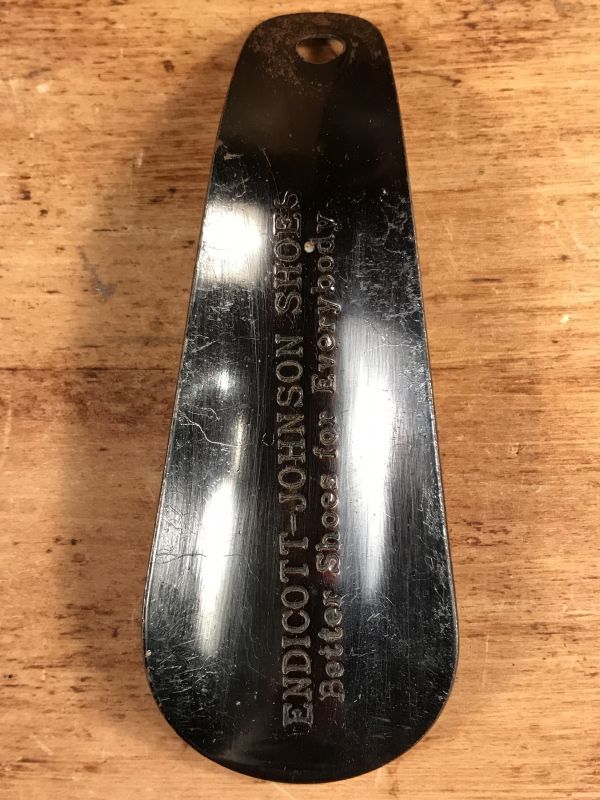 ENDICOTT-JOHNSON SHOES
Better Shoes for Everybody